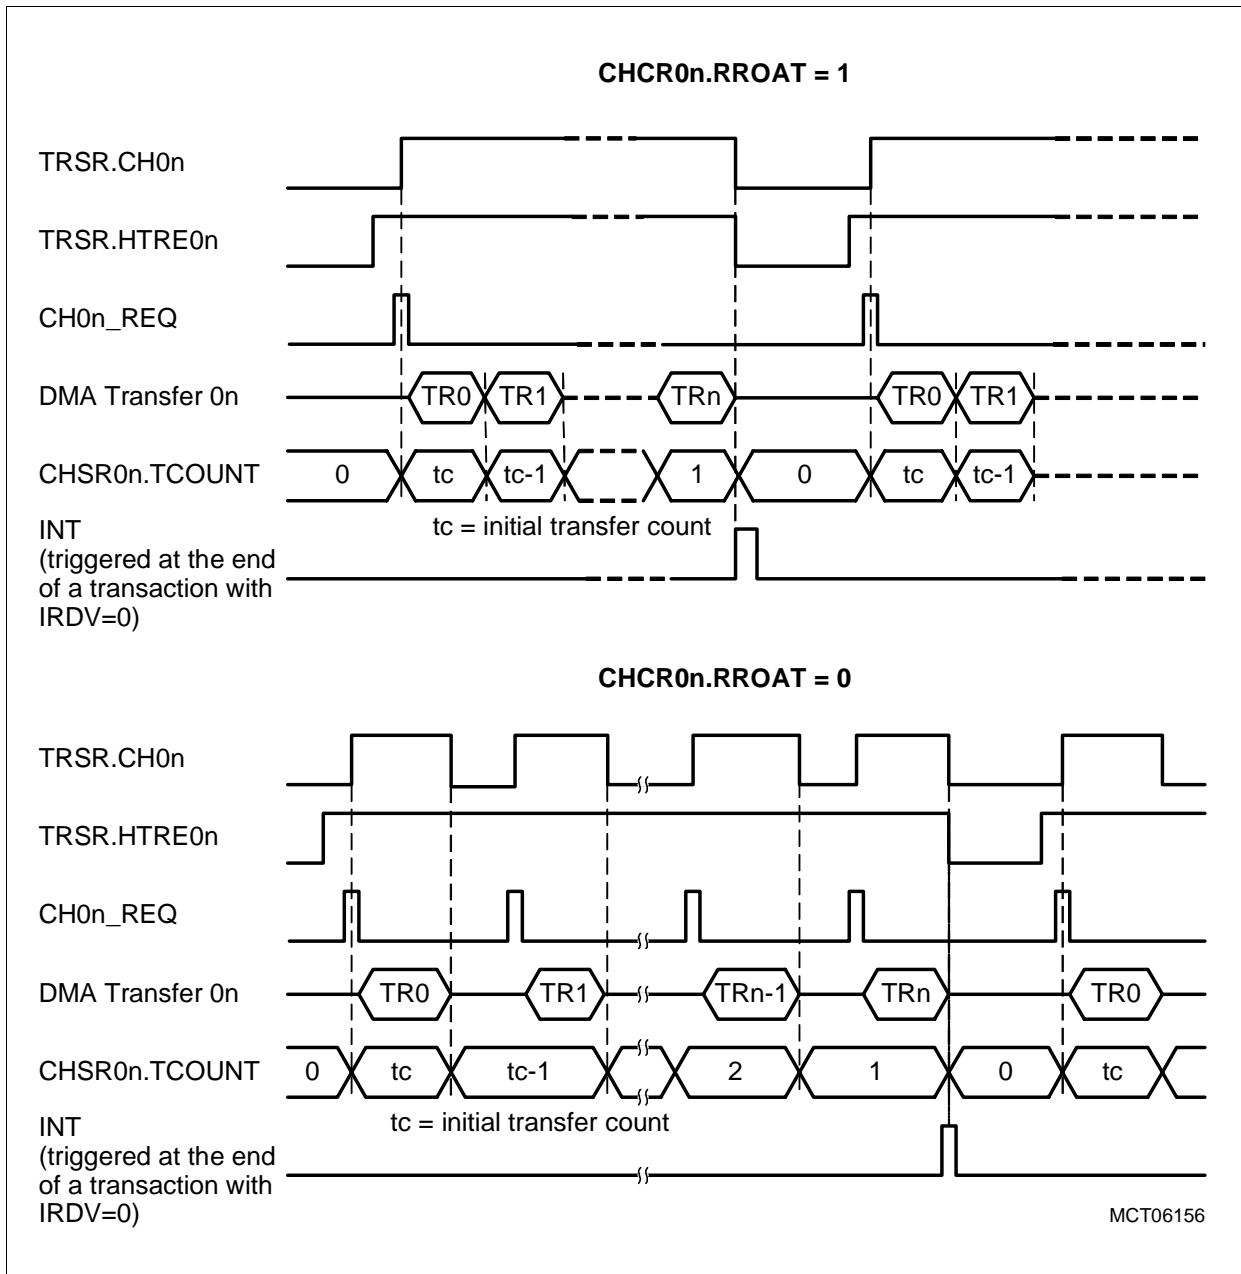 CHCR0n.RROAT = 1
TRSR.CH0n
TRSR.HTRE0n
CH0n_REQ
DMA Transfer 0n TR0 TR1 TRn TR0 TR1
CHSR0n.TCOUNT 0 tc tc-1 1 0 tc tc-1
tc = initial transfer count
INT
(triggered at the end
of a transaction with
IRDV=0)
CHCR0n.RROAT = 0
TRSR.CH0n
TRSR.HTRE0n
CH0n_REQ
DMA Transfer 0n TR0 TR1 TRn-1 TRn TR0
CHSR0n.TCOUNT 0 tc tc-1 2 1 0 tc
tc = initial transfer count
INT
(triggered at the end
of a transaction with
IRDV=0)
MCT06156